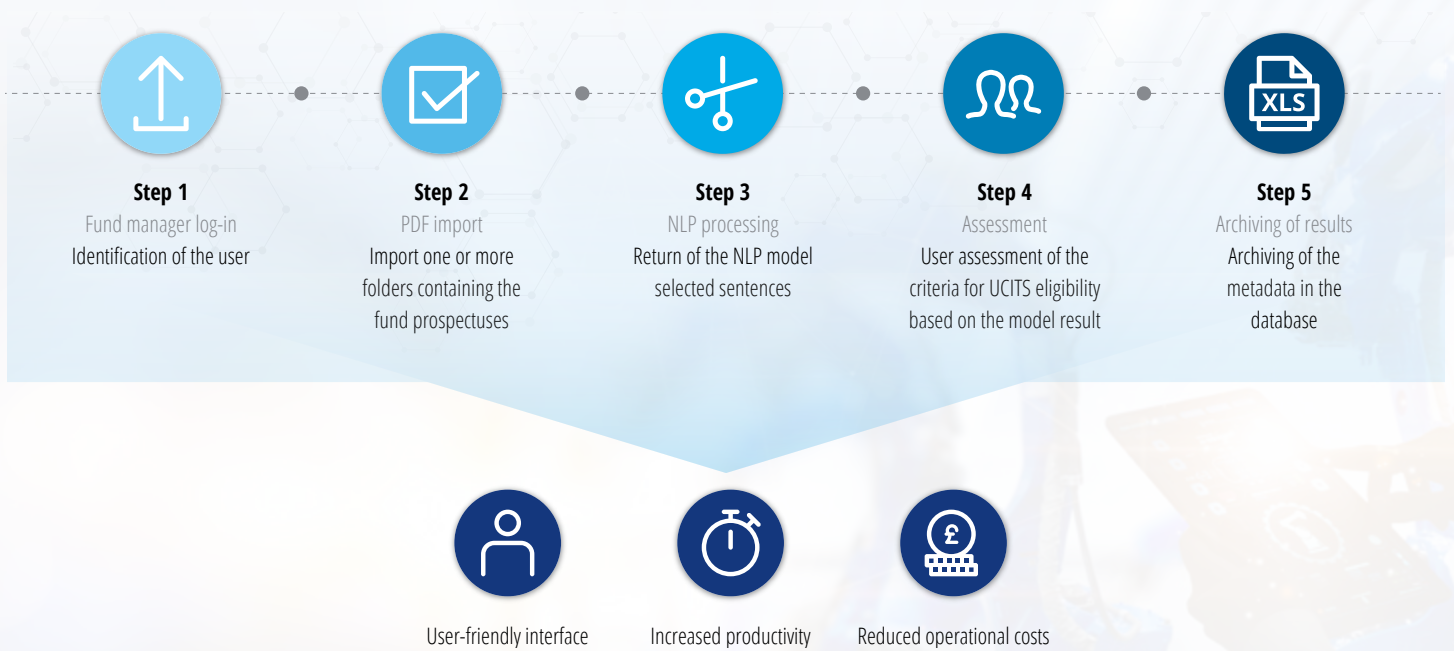 XLS
Step 1
Fund manager log-in
Identification of the user
Step 2
PDF import
Import one or more
folders containing the
fund prospectuses
Step 3
NLP processing
Return of the NLP model
selected sentences
Step 4
Assessment
User assessment of the
criteria for UCITS eligibility
based on the model result
Step 5
Archiving of results
Archiving of the
metadata in the
database
£
User-friendly interface
Increased productivity
Reduced operational costs